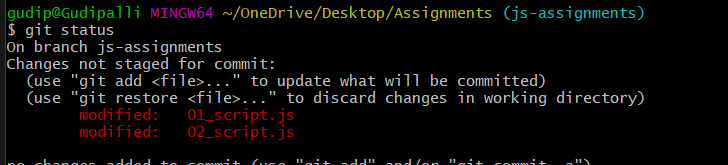 gudip@Gudipalli MINGW64 ~/OneDrive/Desktop/Assignments (js-assignments)
$ git status
On branch js-assignments
Changes not staged for commit:
  (use "git add <file>..." to update what will be committed)
  (use "git restore <file>..." to discard changes in working directory)
        modified:   01_script.js
        modified:   02_script.js

no changes added to commit (use "git add" and/or "git commit -a")